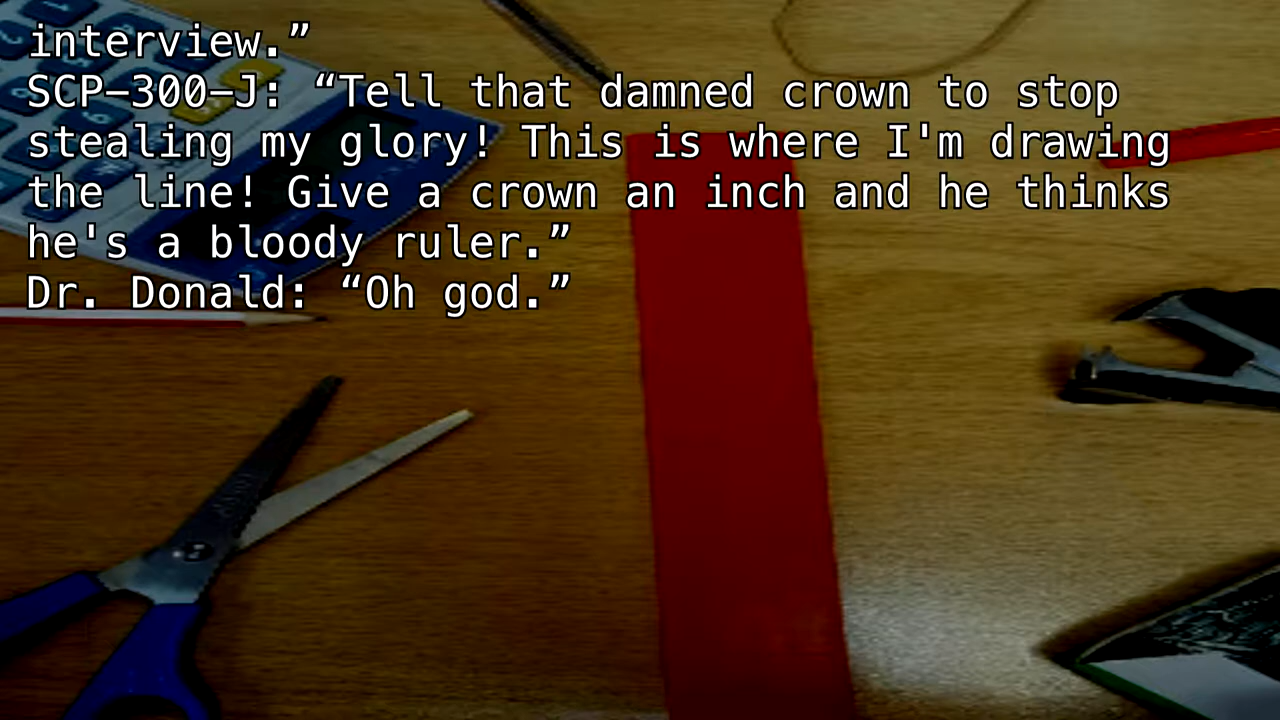 interview.”
SCP–300–J: “Tell that damned crown to stop
stealing my glory! This is where I'm drawing
the line! Give a crown an inch and he thinks
he's a bloody ruler.”
Dr. Donald: “Oh god.”